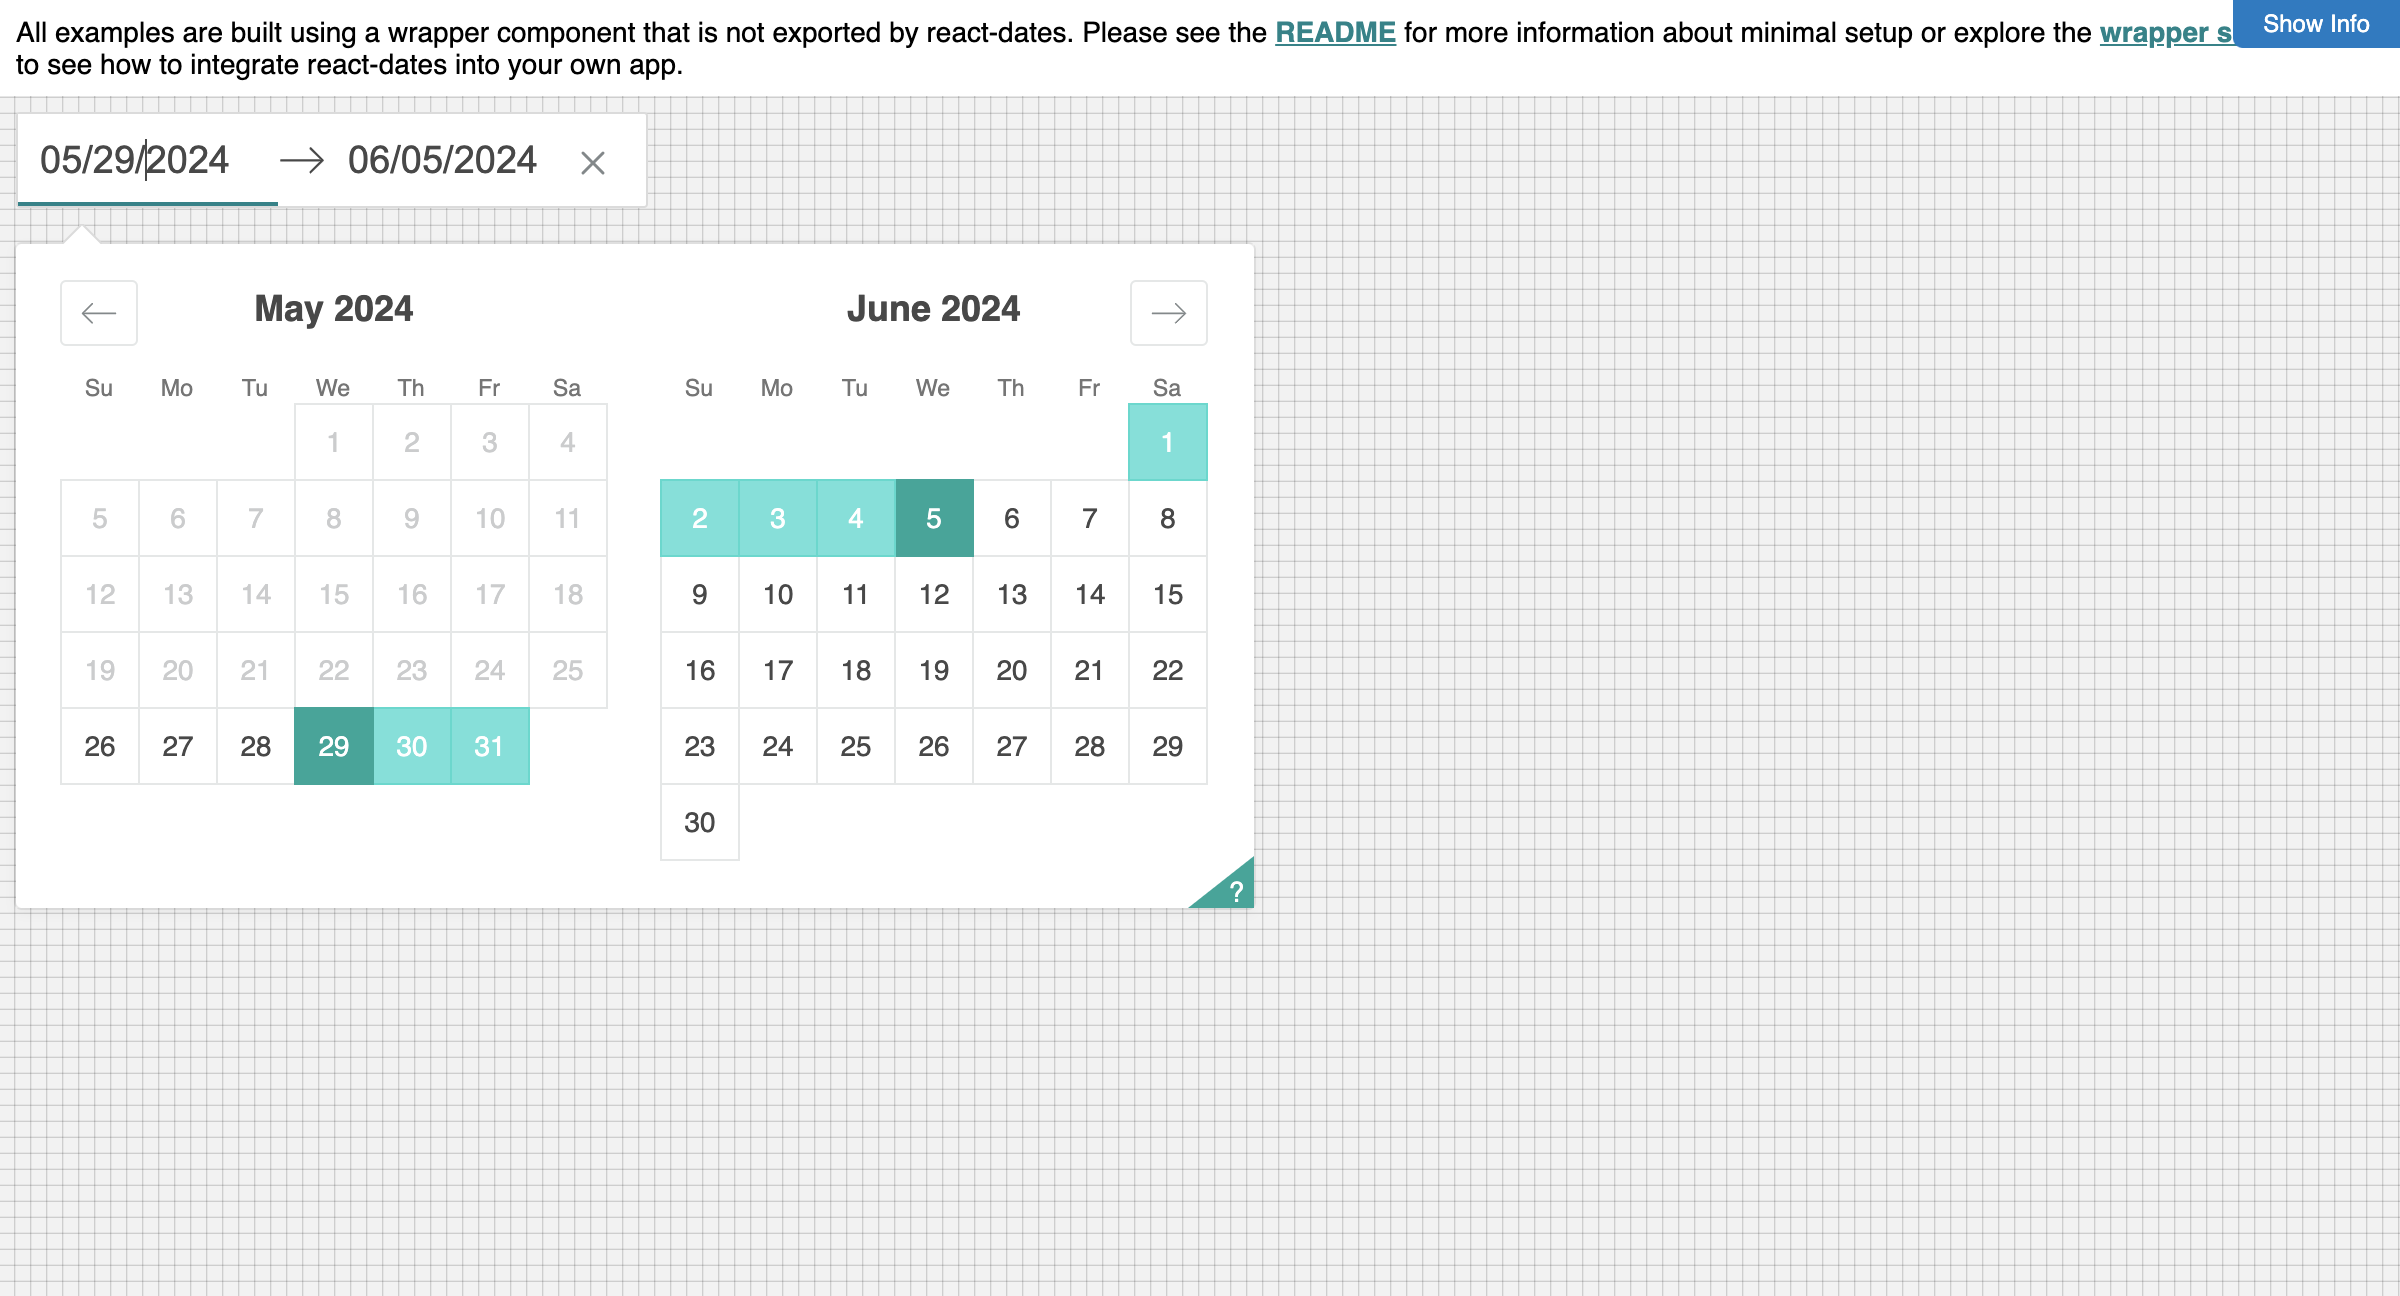 All examples are built using a wrapper component that is not exported by react-dates. Please see the README for more information about minimal setup or explore the wrapper
Show Info
to see how to integrate react-dates into your own app.
05/29/2024 → 06/05/2024 ×
← May 2024
June 2024 →
Su Mo Tu We Th Fr Sa
1 2 3 4
5 6 7 8 9 10 11
12 13 14 15 16 17 18
19 20 21 22 23 24 25
26 27 28 29 30 31
Su Mo Tu We Th Fr Sa
1
2 3 4 5 6 7 8
9 10 11 12 13 14 15
16 17 18 19 20 21 22
23 24 25 26 27 28 29
30
?